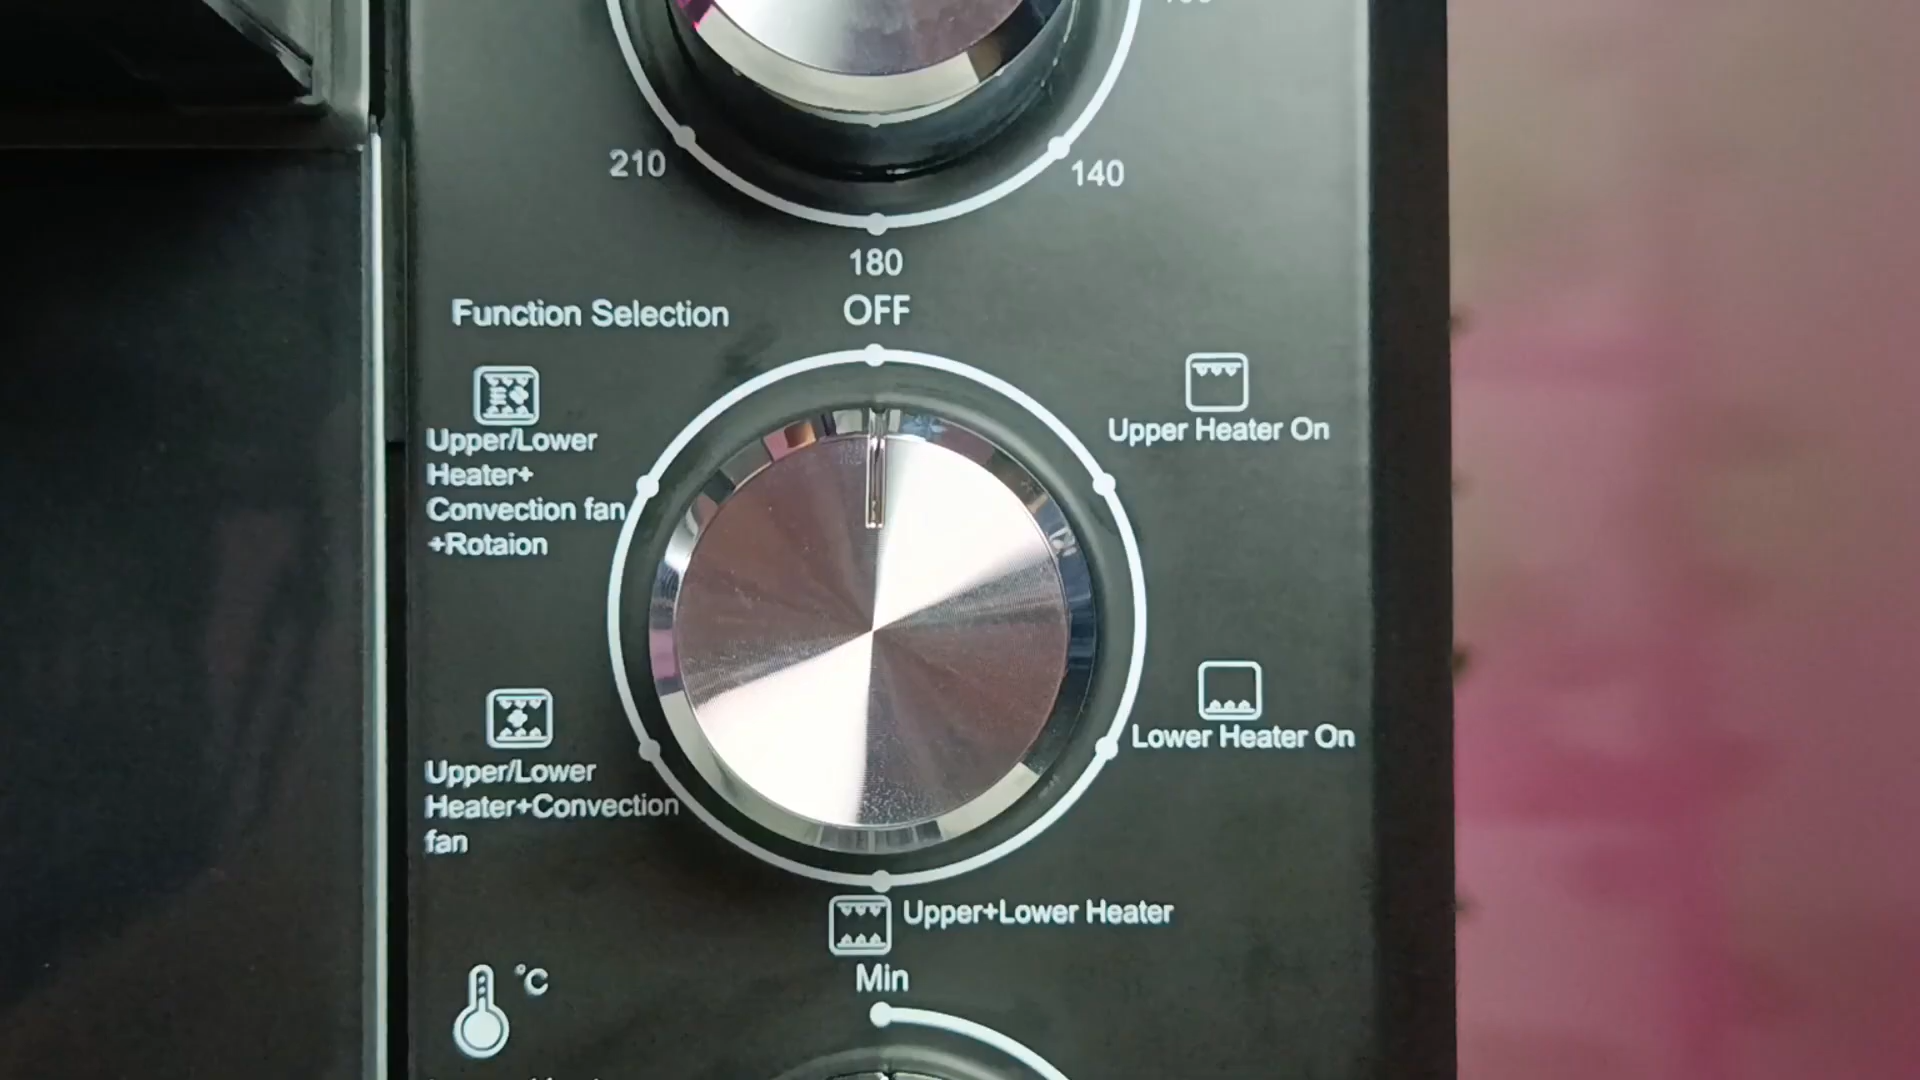 210
140
180
Function Selection
OFF
Upper/Lower
Heater+
Convection fan
+Rotaion
Upper Heater On
Lower Heater On
Upper/Lower
Heater+Convection
fan
Upper+Lower Heater
Min
°C